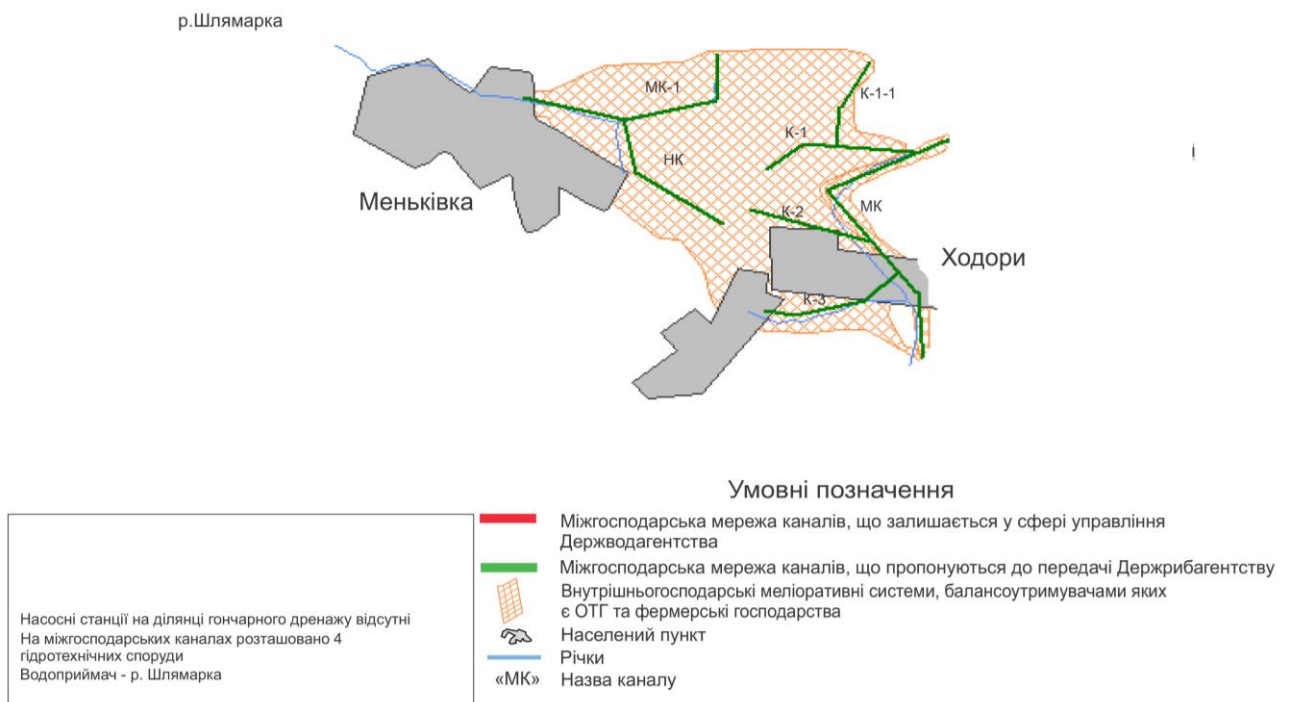 р.Шлямарка
МК-1
К-1-1
К-1
НК
Меньківка
К-2
МК
Ходори
К-3
Умовні позначення
Міжгосподарська мережа каналів, що залишається у сфері управління
Держводагентства
Міжгосподарська мережа каналів, що пропонуються до передачі Держрибагентству
Внутрішньогосподарські меліоративні системи, балансоутримувачами яких
є ОТГ та фермерські господарства
Населений пункт
Річки
«МК» Назва каналу
Насосні станції на ділянці гончарного дренажу відсутні
На міжгосподарських каналах розташовано 4
гідротехнічних споруди
Водоприймач - р. Шлямарка